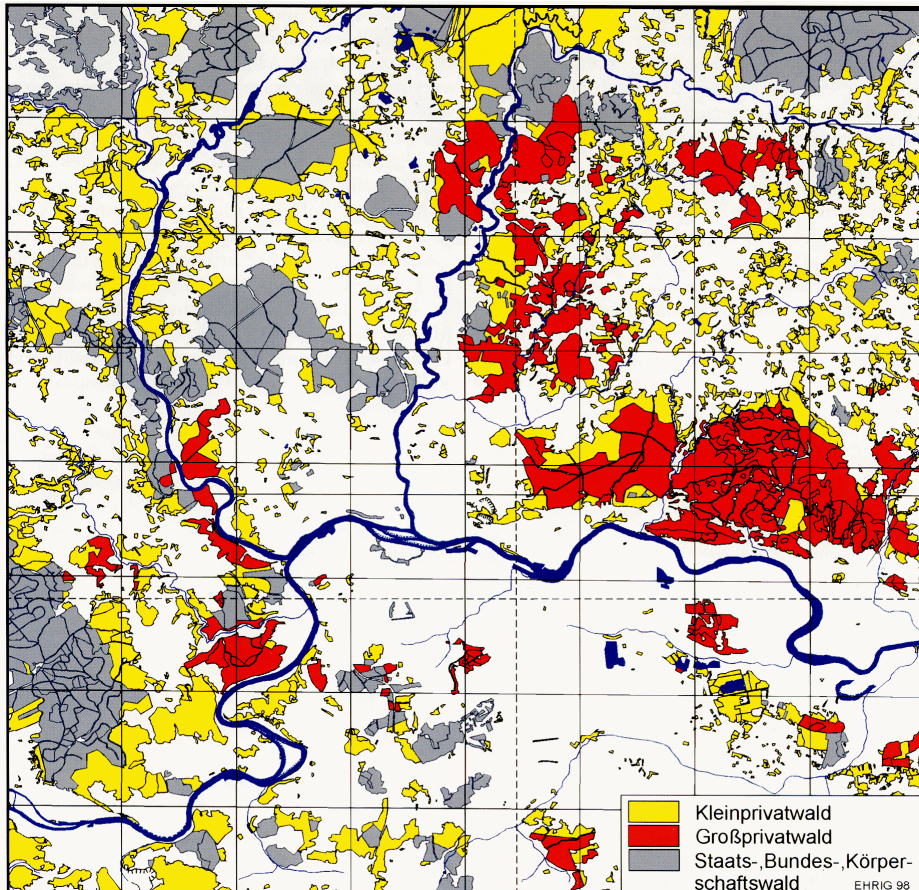 Kleinprivatwald
Großprivatwald
Staats-,Bundes-,Körper-
schaftswald
EHRIG 98